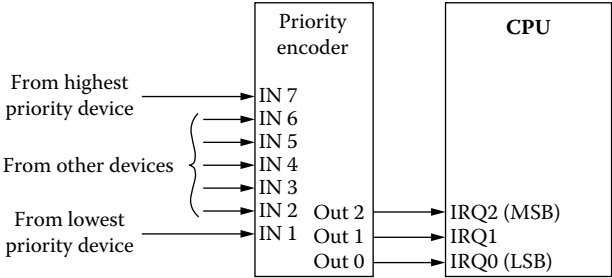 Priority
encoder
CPU
From highest
priority device
IN 7
IN 6
IN 5
From other devices
IN 4
IN 3
IN 2
Out 2
IRQ2 (MSB)
From lowest
priority device
IN 1
Out 1
IRQ1
Out 0
IRQ0 (LSB)